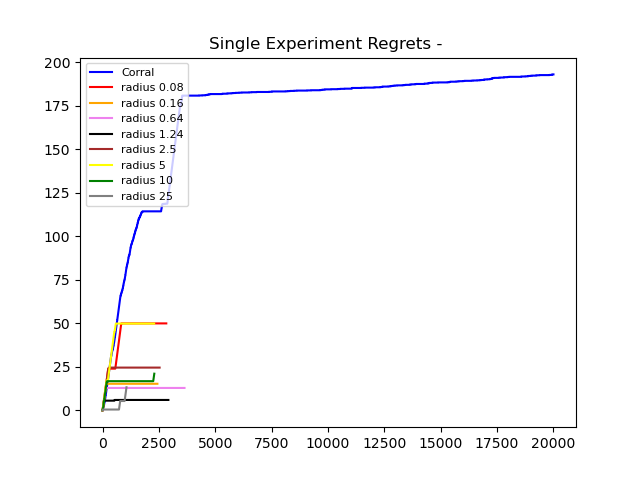 Single Experiment Regrets -
200
175
150
125
100
75
50
25
0
Corral
radius 0.08
radius 0.16
radius 0.64
radius 1.24
radius 2.5
radius 5
radius 10
radius 25
0 2500 5000 7500 10000 12500 15000 17500 20000